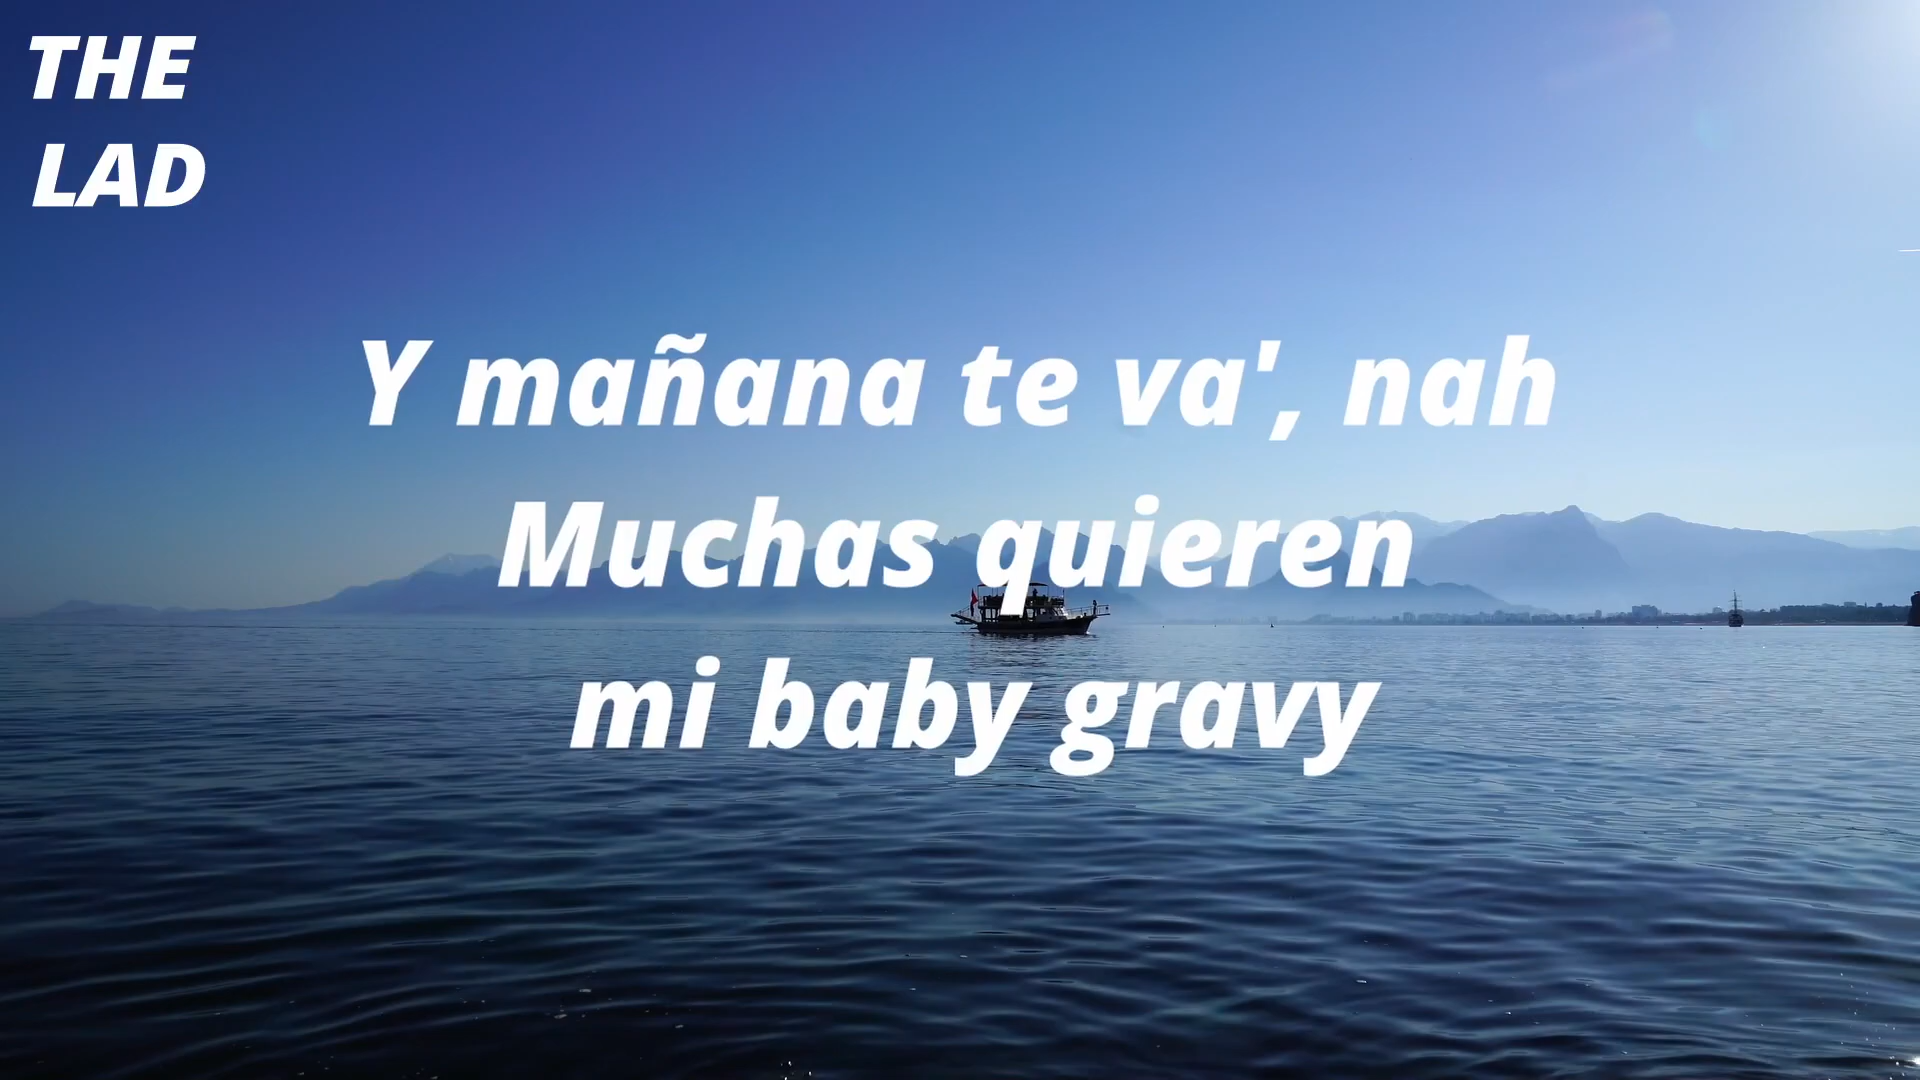 THE
LAD
Y mañana te va', nah
Muchas quieren
mi baby gravy